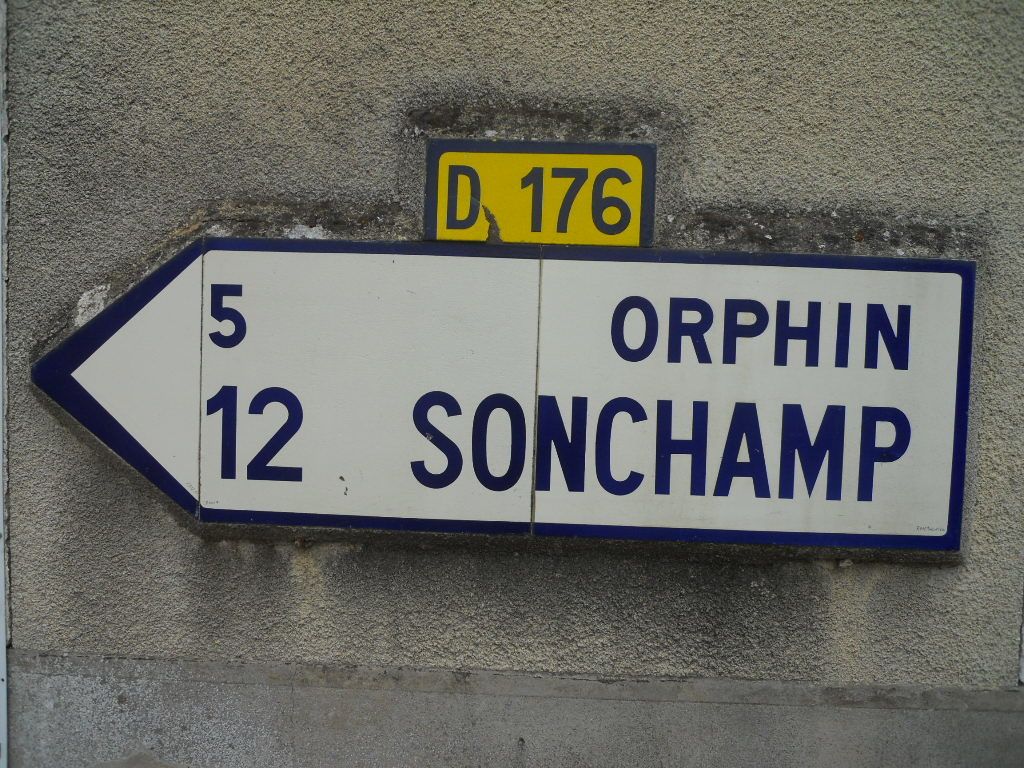 D 176
5 ORPHIN
12 SONCHAMP